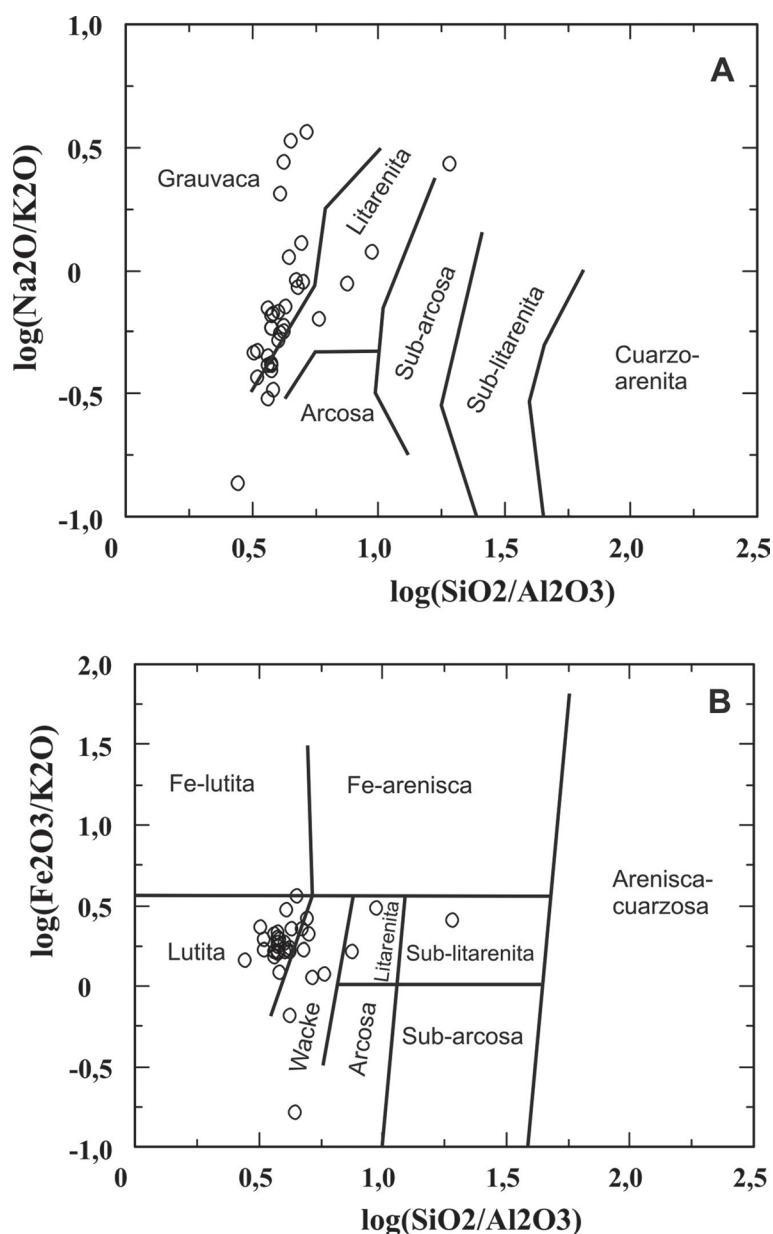 A
1,0
0,5
0
-0,5
-1,0
log(Na2O/K2O)
Grauvaca
Litarenita
Sub-arcosa
Sub-litarenita
Cuarzo-
arenita
Arcosa
0
0,5
1,0
1,5
2,0
2,5
log(SiO2/Al2O3)
B
2,0
1,5
1,0
0,5
0
-0,5
-1,0
log(Fe2O3/K2O)
Fe-lutita
Fe-arenisca
Arenisca-
cuarzosa
Lutita
Wacke
Litarenita
Sub-litarenita
Arcosa
Sub-arcosa
0
0,5
1,0
1,5
2,0
2,5
log(SiO2/Al2O3)